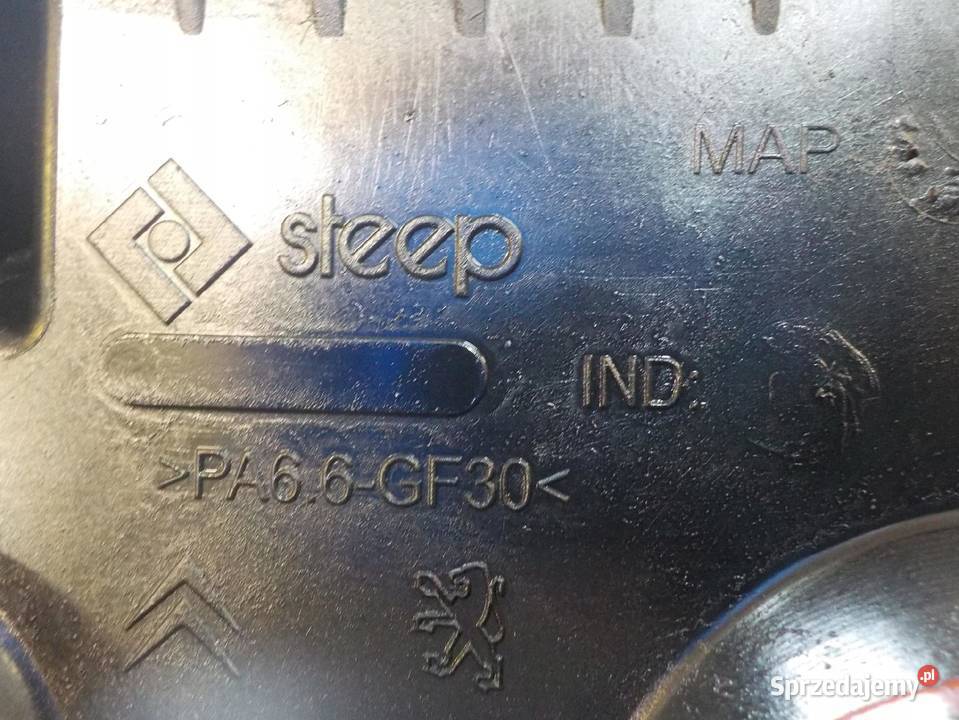 MAP
steep
IND:
>PA6.6-GF30<
Sprzedajemy.pl